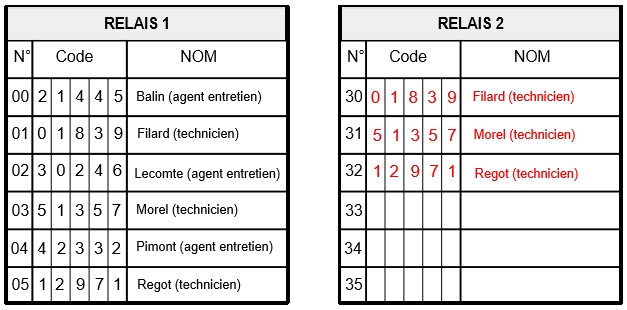 RELAIS 1
N° Code NOM
00 2 1 4 4 5 Balin (agent entretien)
01 0 1 8 3 9 Filard (technicien)
02 3 0 2 4 6 Lecomte (agent entretien)
03 5 1 3 5 7 Morel (technicien)
04 4 2 3 3 2 Pimont (agent entretien)
05 1 2 9 7 1 Regot (technicien)
RELAIS 2
N° Code NOM
30 0 1 8 3 9 Filard (technicien)
31 5 1 3 5 7 Morel (technicien)
32 1 2 9 7 1 Regot (technicien)
33
34
35